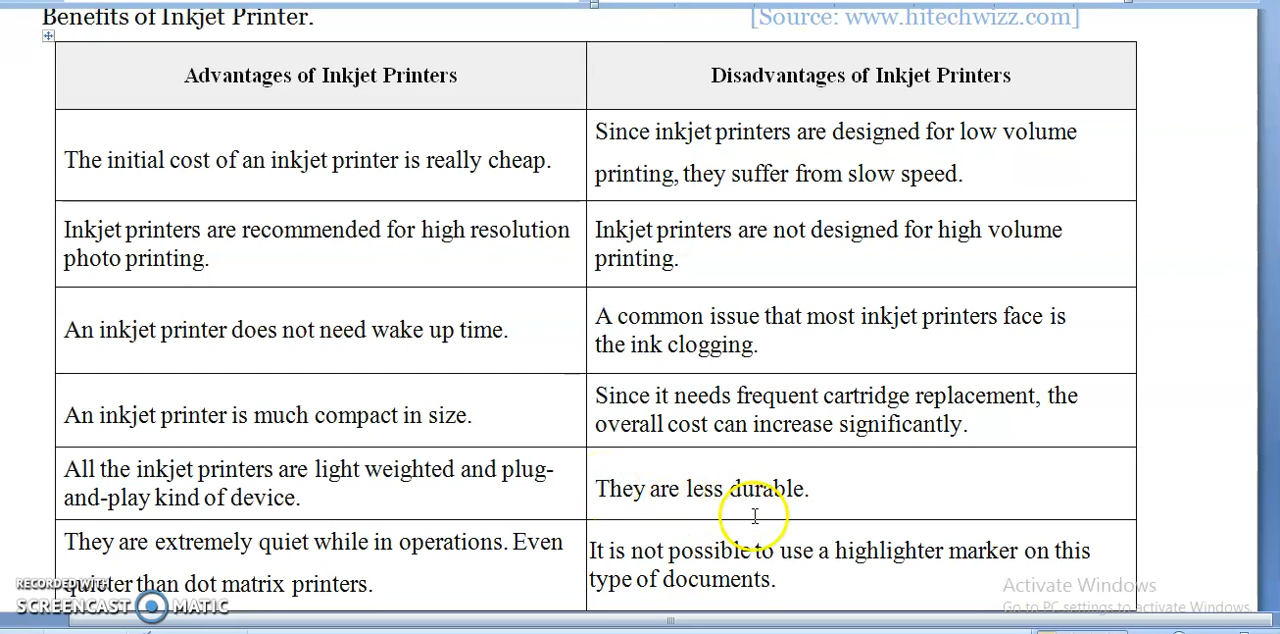 Benefits of Inkjet Printer.
[Source: www.hitechwizz.com]
Advantages of Inkjet Printers
Disadvantages of Inkjet Printers
The initial cost of an inkjet printer is really cheap.
Since inkjet printers are designed for low volume
printing, they suffer from slow speed.
Inkjet printers are recommended for high resolution
photo printing.
Inkjet printers are not designed for high volume
printing.
An inkjet printer does not need wake up time.
A common issue that most inkjet printers face is
the ink clogging.
An inkjet printer is much compact in size.
Since it needs frequent cartridge replacement, the
overall cost can increase significantly.
All the inkjet printers are light weighted and plug-
and-play kind of device.
They are less durable.
They are extremely quiet while in operations. Even
quieter than dot matrix printers.
It is not possible to use a highlighter marker on this
type of documents.
RECORDED WITH
SCREENCAST MATIC
Activate Windows
Go to PC settings to activate Windows.